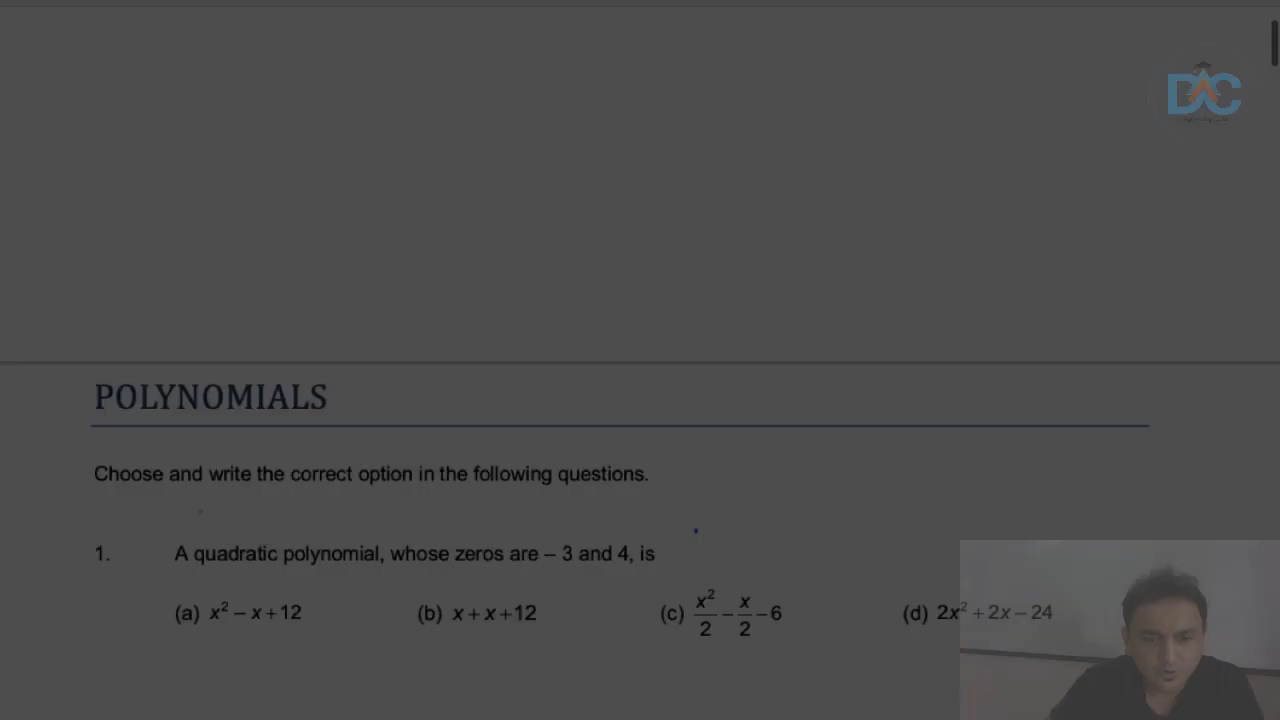 DAC
POLYNOMIALS
Choose and write the correct option in the following questions.
1. A quadratic polynomial, whose zeros are – 3 and 4, is
(a) x² – x + 12 (b) x + x + 12 (c) x²/2 – x/2 – 6 (d) 2x² + 2x – 24